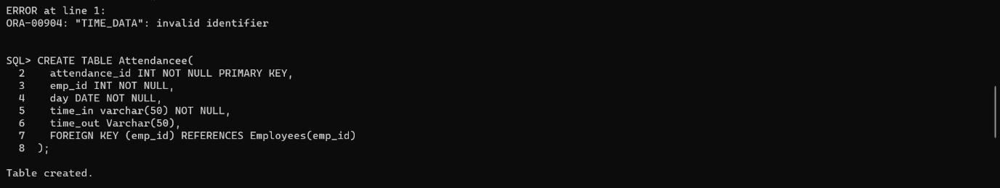 ERROR at line 1:
ORA-00904: "TIME_DATA": invalid identifier
SQL> CREATE TABLE Attendancee(
  2    attendance_id INT NOT NULL PRIMARY KEY,
  3    emp_id INT NOT NULL,
  4    day DATE NOT NULL,
  5    time_in varchar(50) NOT NULL,
  6    time_out Varchar(50),
  7    FOREIGN KEY (emp_id) REFERENCES Employees(emp_id)
  8  );
Table created.